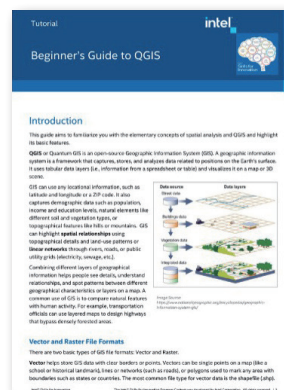 Tutorial
intel
Beginner's Guide to QGIS
Introduction
This guide aims to familiarize you with the elementary concepts of spatial analysis and QGIS and highlight
its basic features.
QGIS or Quantum GIS is an open-source Geographic Information System (GIS). A geographic information
system is a framework that captures, stores, and analyzes data related to positions on the Earth's surface.
It uses tabular data layers (i.e., information from a spreadsheet or table) and visualizes it on a map or 3D
scene.
GIS can use any locational information, such as
latitude and longitude or a ZIP code. It also
captures demographic data such as population,
income and education levels, natural elements like
different soil and vegetation types, or
topographical features like hills or mountains. GIS
can highlight spatial relationships using
topographical details and land-use patterns or
linear networks through rivers, roads, or public
utility grids (electricity, sewage, etc.).
Data source
Data layers
Street data
Buildings data
Vegetation data
Integrated data
Combining different layers of geographical
information helps people see details, understand
relationships, and spot patterns between different
geographical characteristics or layers on a map. A
common use of GIS is to compare natural features
with human activity. For example, transportation
officials can use layered maps to design highways
that bypass densely forested areas.
Vector and Raster File Formats
There are two basic types of GIS file formats: Vector and Raster.
Vector helps store GIS data with clear borders or points. Vectors can be single points on a map (like a
school or historical landmark), lines or networks (such as roads), or polygons used to mark any area with
boundaries such as states or countries. The most common file type for vector data is the shapefile (.shp).